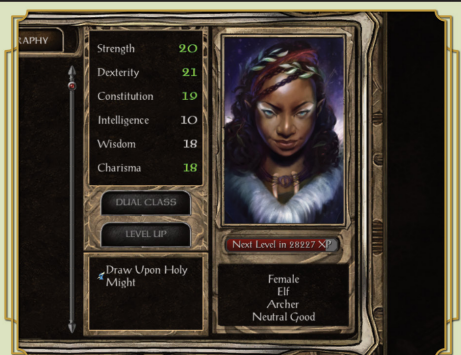 RAPHY
Strength 20
Dexterity 21
Constitution 19
Intelligence 10
Wisdom 18
Charisma 18
DUAL CLASS
LEVEL UP
Draw Upon Holy
Might
Next Level in 28227 XP
Female
Elf
Archer
Neutral Good